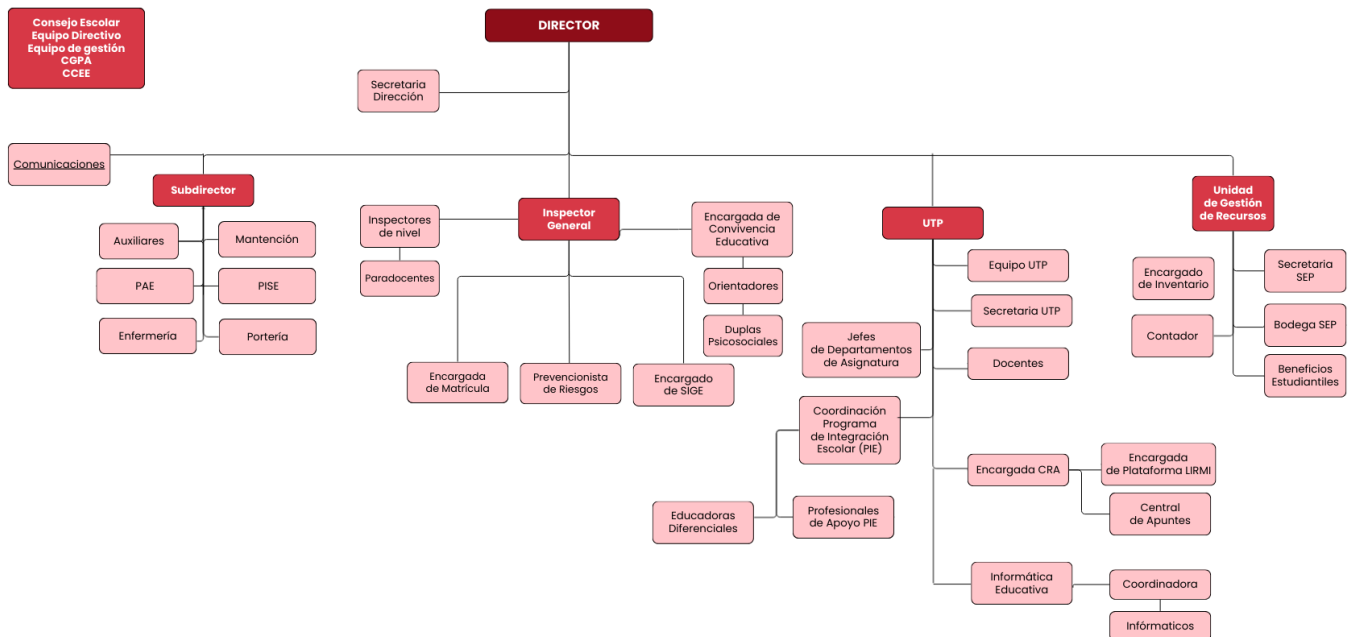 Consejo Escolar
Equipo Directivo
Equipo de gestión
CGPA
CCEE
DIRECTOR
Secretaria
Dirección
Comunicaciones
Subdirector
Auxiliares
Mantención
PAE
PISE
Enfermería
Portería
Inspector
General
Inspectores
de nivel
Paradocentes
Encargada de
Convivencia
Educativa
Orientadores
Duplas
Psicosociales
Encargada
de Matrícula
Prevencionista
de Riesgos
Encargado
de SIGE
UTP
Equipo UTP
Secretaria UTP
Jefes
de Departamentos
de Asignatura
Docentes
Coordinación
Programa
de Integración
Escolar (PIE)
Educadoras
Diferenciales
Profesionales
de Apoyo PIE
Encargada CRA
Encargada
de Plataforma LIRMI
Central
de Apuntes
Informática
Educativa
Coordinadora
Infórmaticos
Unidad
de Gestión
de Recursos
Encargado
de Inventario
Secretaria
SEP
Contador
Bodega SEP
Beneficios
Estudiantiles